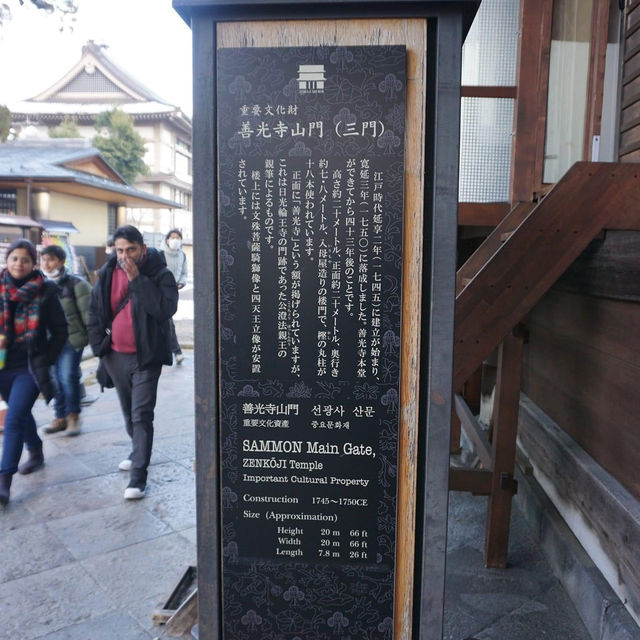 重要文化財
善光寺山門（三門）
江戸時代延享二年（一七四五）に建立が始まり、
寛延三年（一七五〇）に落成しました。善光寺本堂
ができてから四十三年後のことです。
高さ約二十メートル、正面約二十メートル、奥行き
約七・八メートル、入母屋造りの楼門で、欅の丸柱が
十八本使われています。
正面に「善光寺」という額が掲げられていますが、
これは日光輪王寺の門跡であった公澄法親王の
親筆によるものです。
楼上には文殊菩薩騎獅像と四天王立像が安置
されています。
善光寺山門 선광사 산문
重要文化資產 중요문화재
SAMMON Main Gate,
ZENKŌJI Temple
Important Cultural Property
Construction 1745～1750CE
Size (Approximation)
Height 20 m 66 ft
Width 20 m 66 ft
Length 7.8 m 26 ft